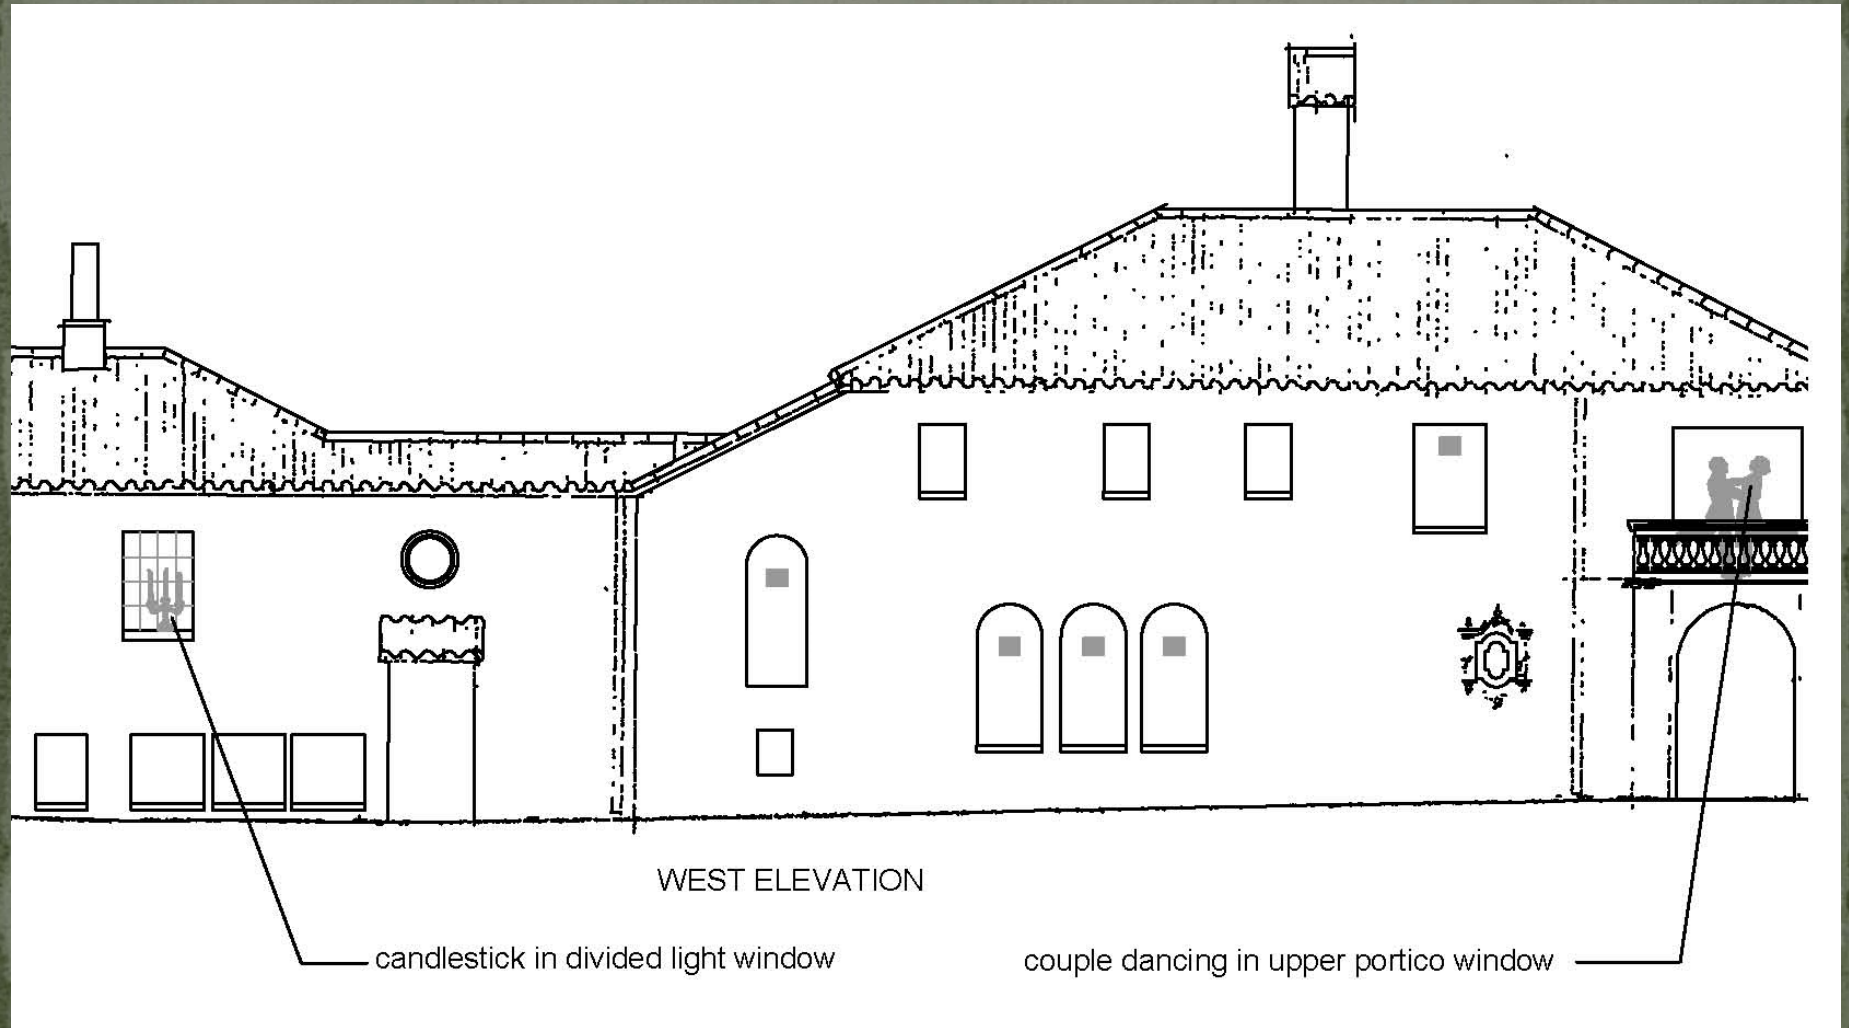 WEST ELEVATION
candlestick in divided light window
couple dancing in upper portico window